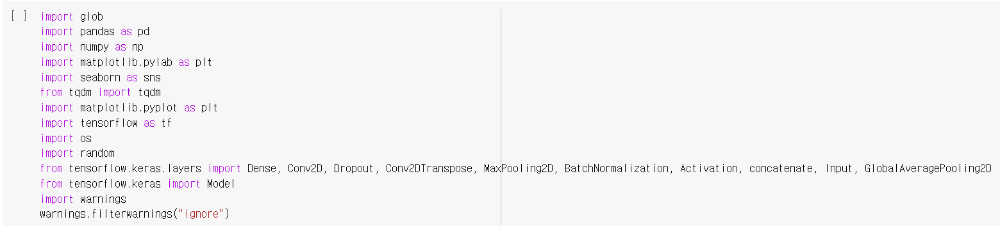 [ ] import glob
import pandas as pd
import numpy as np
import matplotlib.pylab as plt
import seaborn as sns
from tqdm import tqdm
import matplotlib.pyplot as plt
import tensorflow as tf
import os
import random
from tensorflow.keras.layers import Dense, Conv2D, Dropout, Conv2DTranspose, MaxPooling2D, BatchNormalization, Activation, concatenate, Input, GlobalAveragePooling2D
from tensorflow.keras import Model
import warnings
warnings.filterwarnings("ignore")